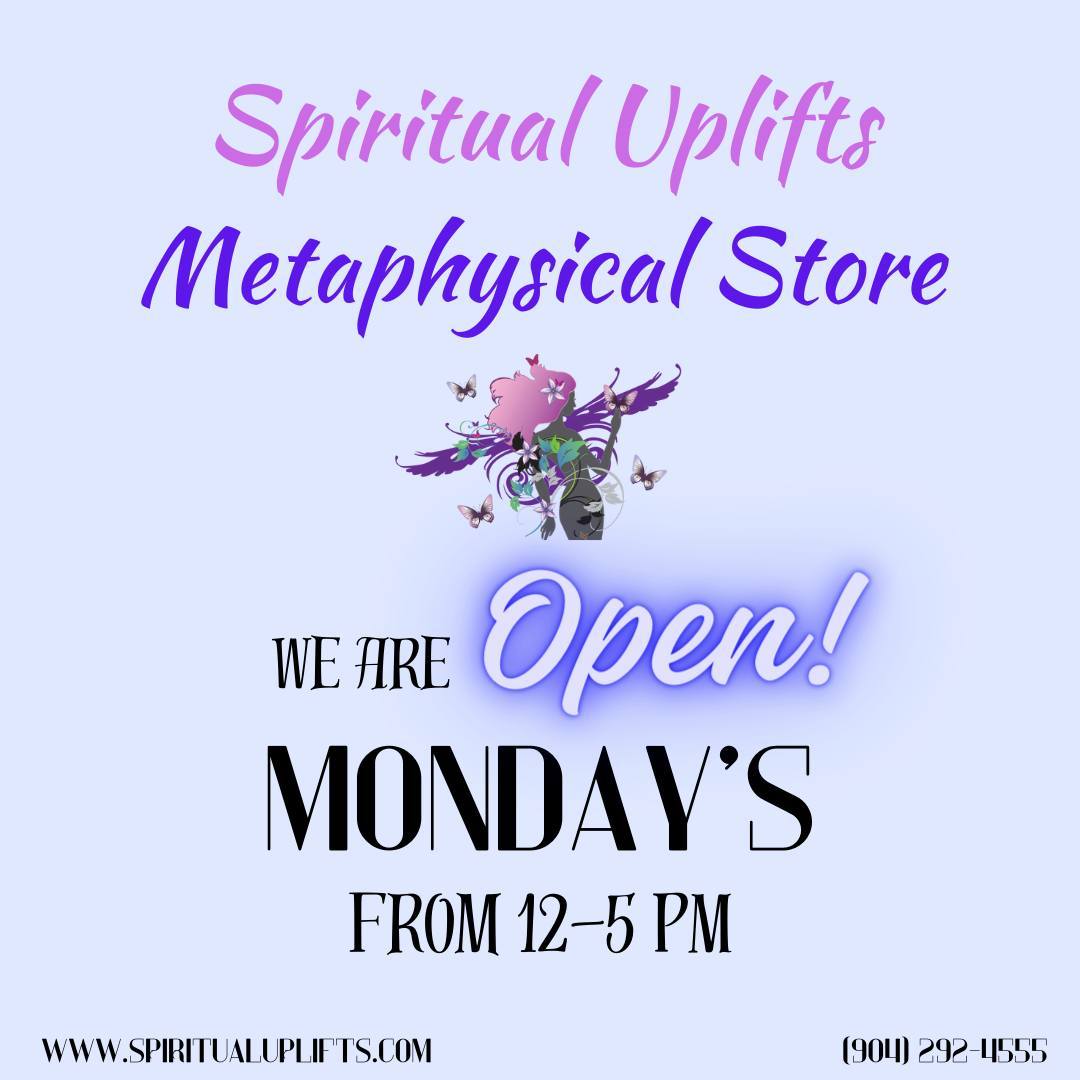 Spiritual Uplifts
Metaphysical Store
WE ARE Open!
MONDAY'S
FROM 12-5 PM
WWW.SPIRITUALUPLIFTS.COM
(904) 292-4555